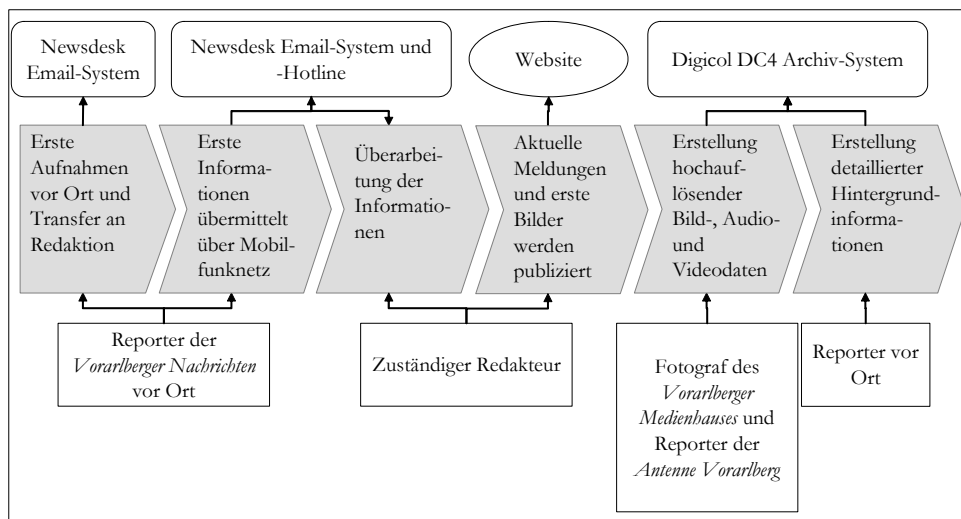 Newsdesk
Email-System
Newsdesk Email-System und
-Hotline
Website
Digicol DC4 Archiv-System
Erste
Aufnahmen
vor Ort und
Transfer an
Redaktion
Erste
Informa-
tionen
übermittelt
über Mobil-
funknetz
Überarbei-
tung der
Informatio-
nen
Aktuelle
Meldungen
und erste
Bilder
werden
publiziert
Erstellung
hochauf-
lösender
Bild-, Audio-
und
Videodaten
Erstellung
detaillierter
Hintergrund-
informa-
tionen
Reporter der
Vorarlberger Nachrichten
vor Ort
Zuständiger Redakteur
Fotograf des
Vorarlberger
Medienhauses und
Reporter der
Antenne Vorarlberg
Reporter vor
Ort